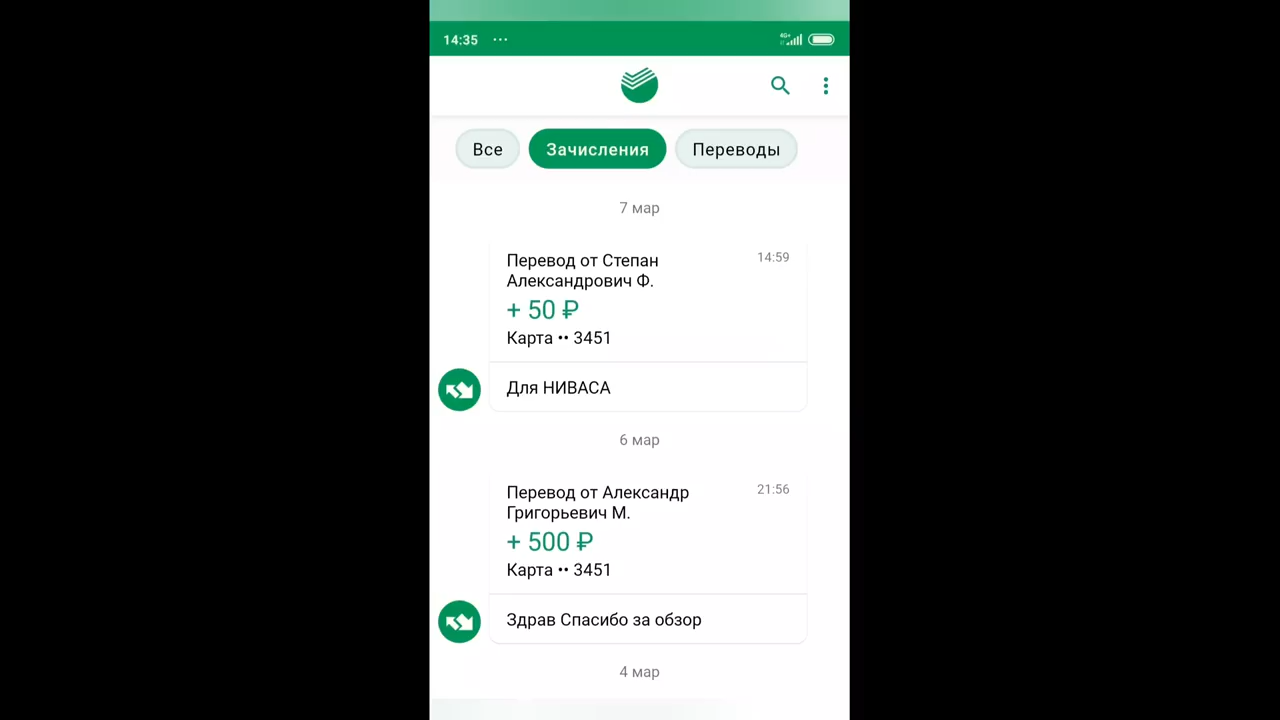 14:35 ...
4G+
Все Зачисления Переводы
7 мар
Перевод от Степан 14:59
Александрович Ф.
+ 50 ₽
Карта •• 3451
Для НИВАСА
6 мар
Перевод от Александр 21:56
Григорьевич М.
+ 500 ₽
Карта •• 3451
Здрав Спасибо за обзор
4 мар